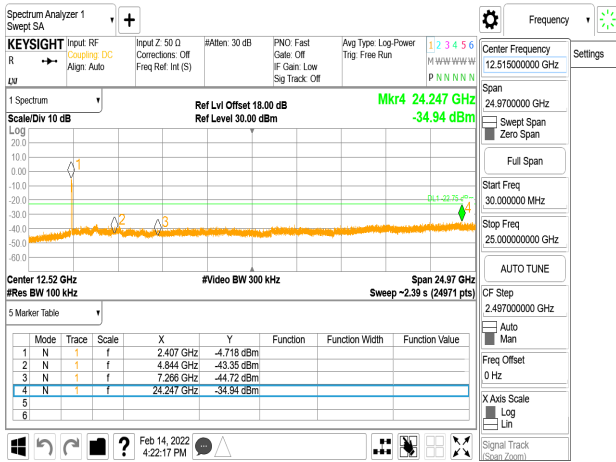 Spectrum Analyzer 1
Swept SA
Frequency
Settings
KEYSIGHT
R
Input: RF
Coupling: DC
Align: Auto
Input Z: 50 Ω
Corrections: Off
Freq Ref: Int (S)
#Atten: 30 dB
PNO: Fast
Gate: Off
IF Gain: Low
Sig Track: Off
Avg Type: Log-Power
Trig: Free Run
1 2 3 4 5 6
M W W W W W
P N N N N N
LXI
1 Spectrum
Scale/Div 10 dB
Ref Lvl Offset 18.00 dB
Ref Level 30.00 dBm
Mkr4 24.247 GHz
-34.94 dBm
Log
20.0
10.0
0.00
-10.0
-20.0
-30.0
-40.0
-50.0
-60.0
1
2
3
4
Center 12.52 GHz
#Res BW 100 kHz
#Video BW 300 kHz
Span 24.97 GHz
Sweep ~2.39 s (24971 pts)
5 Marker Table
Mode Trace Scale X Y Function Function Width Function Value
1 N 1 f 2.407 GHz -4.718 dBm
2 N 1 f 4.844 GHz -43.35 dBm
3 N 1 f 7.266 GHz -44.72 dBm
4 N 1 f 24.247 GHz -34.94 dBm
5
6
Feb 14, 2022
4:22:17 PM
Center Frequency
12.515000000 GHz
Span
24.9700000 GHz
Swept Span
Zero Span
Full Span
Start Freq
30.000000 MHz
Stop Freq
25.000000000 GHz
AUTO TUNE
CF Step
2.497000000 GHz
Auto
Man
Freq Offset
0 Hz
X Axis Scale
Log
Lin
Signal Track
(Span Zoom)